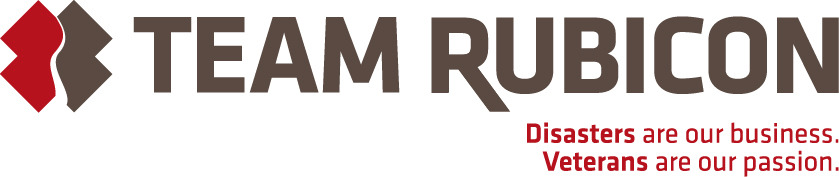 TEAM RUBICON
Disasters are our business.
Veterans are our passion.